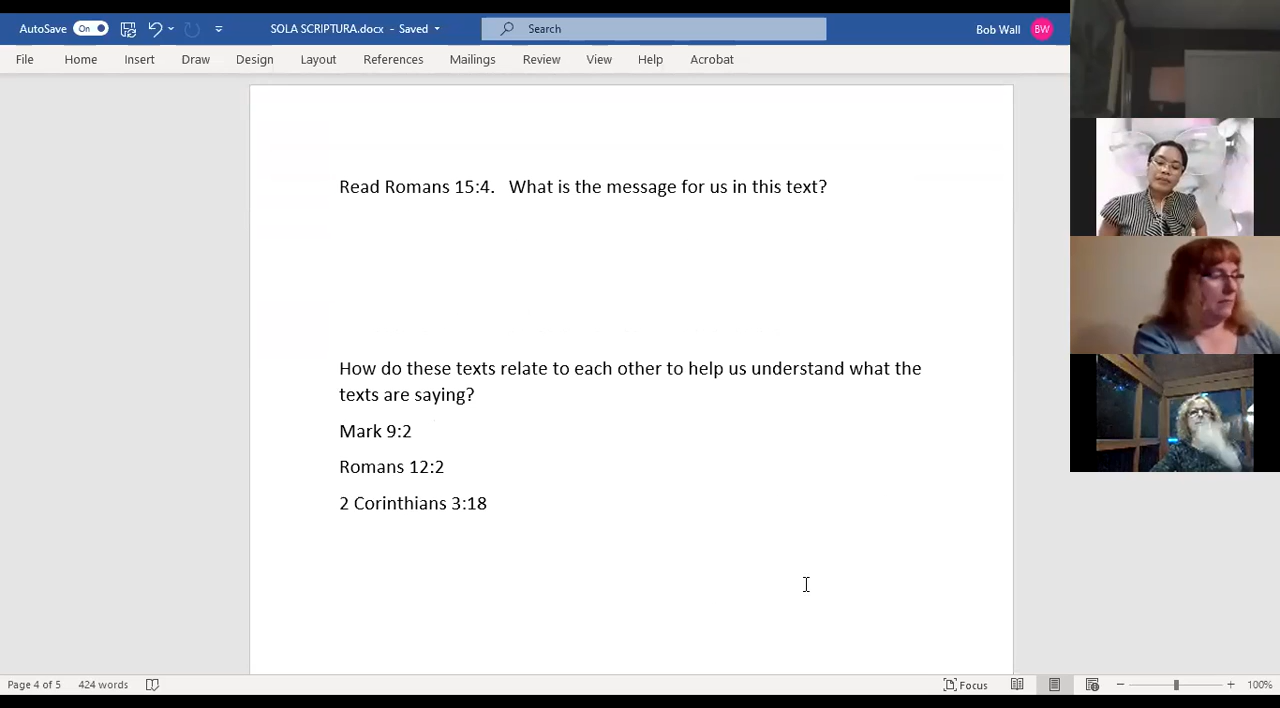 AutoSave On SOLA SCRIPTURA.docx - Saved Search Bob Wall BW
File Home Insert Draw Design Layout References Mailings Review View Help Acrobat
Read Romans 15:4. What is the message for us in this text?
How do these texts relate to each other to help us understand what the
texts are saying?
Mark 9:2
Romans 12:2
2 Corinthians 3:18
Page 4 of 5 424 words Focus 100%